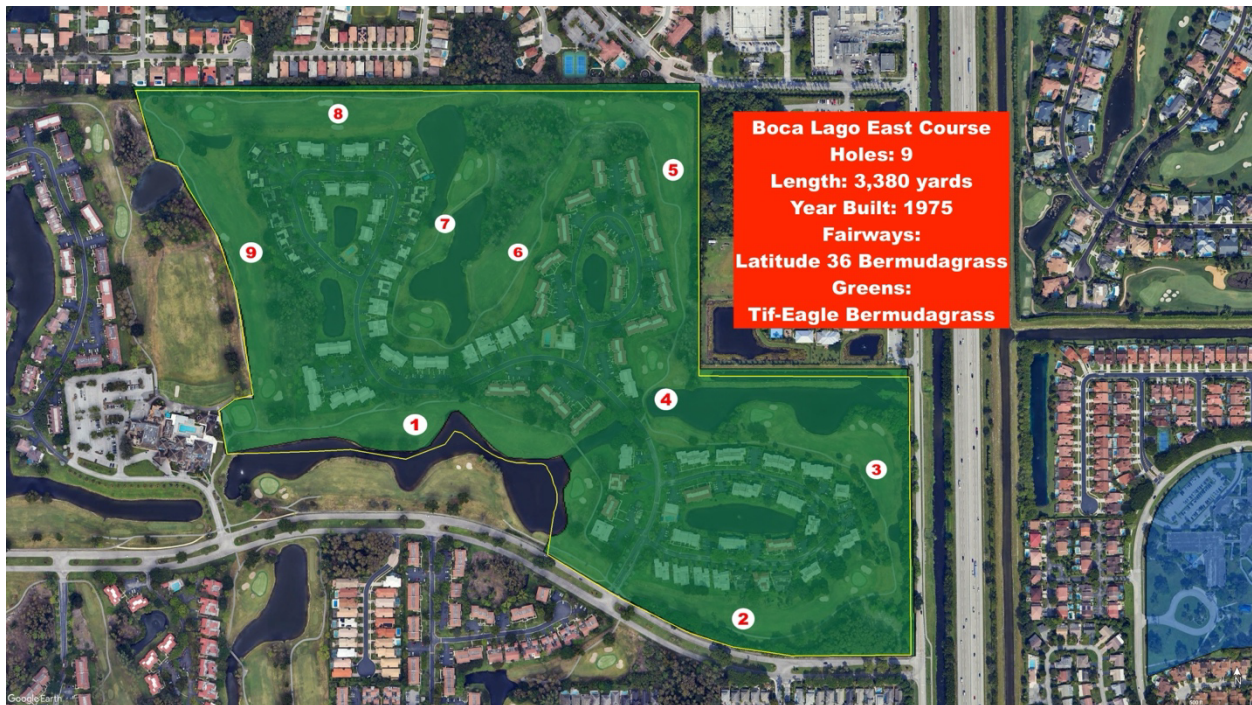 8
5
7
6
9
4
1
3
2
Boca Lago East Course
Holes: 9
Length: 3,380 yards
Year Built: 1975
Fairways:
Latitude 36 Bermudagrass
Greens:
Tif-Eagle Bermudagrass
Google Earth
N